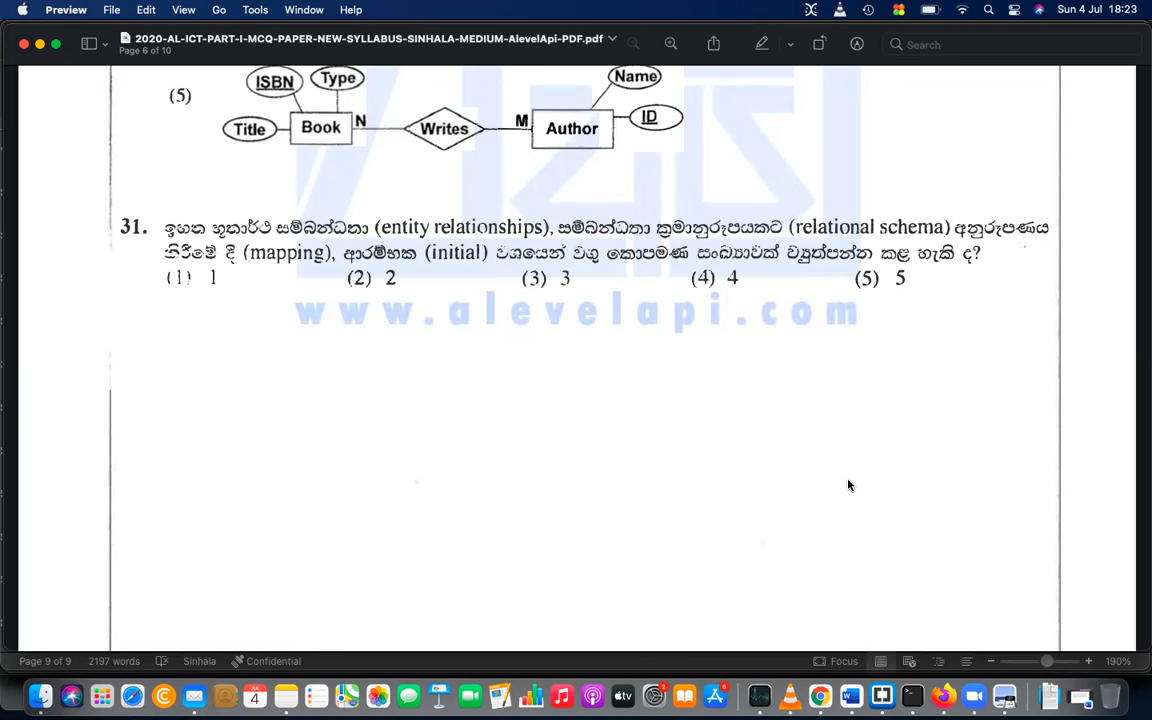 Preview File Edit View Go Tools Window Help Sun 4 Jul 18:23
2020-AL-ICT-PART-I-MCQ-PAPER-NEW-SYLLABUS-SINHALA-MEDIUM-AlevelApi-PDF.pdf
Page 6 of 10
Search
ISBN Type Name
(5)
Title Book N Writes M Author ID
31. ඉහත භූතාර්ථ සම්බන්ධතා (entity relationships), සම්බන්ධතා ක්‍රමානුරූපයකට (relational schema) අනුරූපණය
කිරීමේ දී (mapping), ආරම්භක (initial) වශයෙන් වගු කොපමණ සංඛ්‍යාවක් ව්‍යුත්පන්න කළ හැකි ද?
(1) 1 (2) 2 (3) 3 (4) 4 (5) 5
www.alevelapi.com
Page 9 of 9 2197 words Sinhala Confidential Focus 190%